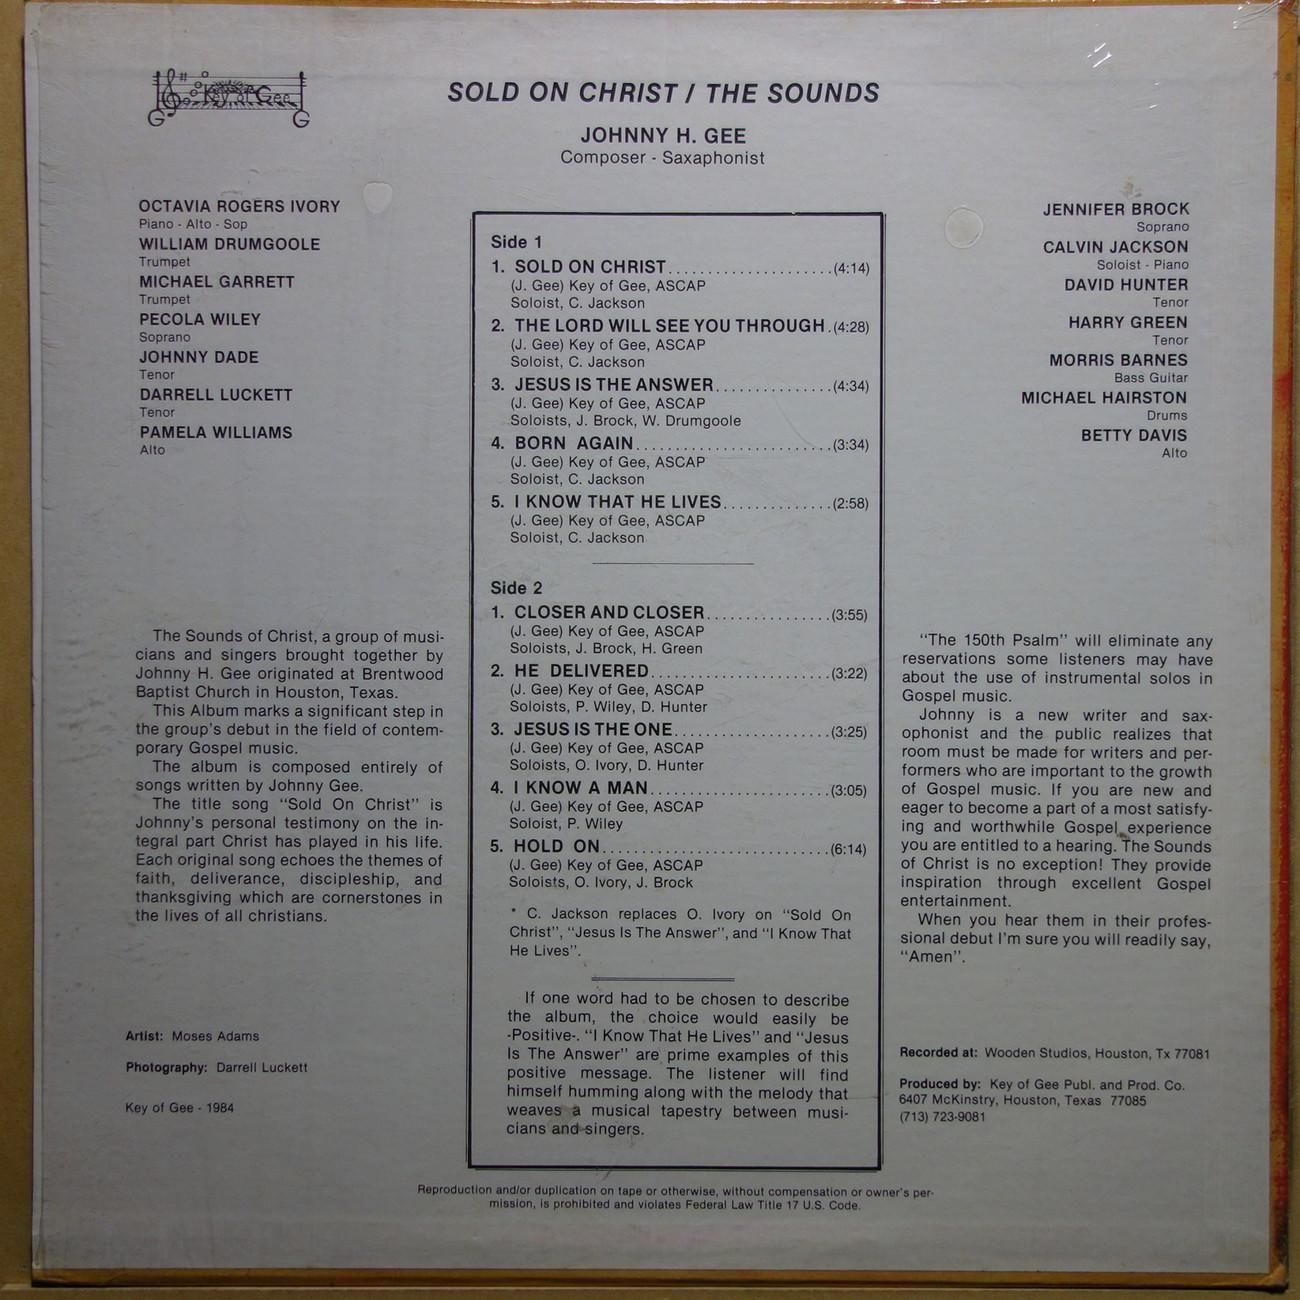 Key of Gee
G G
SOLD ON CHRIST / THE SOUNDS
JOHNNY H. GEE
Composer - Saxaphonist
OCTAVIA ROGERS IVORY
Piano - Alto - Sop
WILLIAM DRUMGOOLE
Trumpet
MICHAEL GARRETT
Trumpet
PECOLA WILEY
Soprano
JOHNNY DADE
Tenor
DARRELL LUCKETT
Tenor
PAMELA WILLIAMS
Alto
The Sounds of Christ, a group of musi-
cians and singers brought together by
Johnny H. Gee originated at Brentwood
Baptist Church in Houston, Texas.
This Album marks a significant step in
the group's debut in the field of contem-
porary Gospel music.
The album is composed entirely of
songs written by Johnny Gee.
The title song "Sold On Christ" is
Johnny's personal testimony on the in-
tegral part Christ has played in his life.
Each original song echoes the themes of
faith, deliverance, discipleship, and
thanksgiving which are cornerstones in
the lives of all christians.
Artist: Moses Adams
Photography: Darrell Luckett
Key of Gee - 1984
Side 1
1. SOLD ON CHRIST.....................(4:14)
(J. Gee) Key of Gee, ASCAP
Soloist, C. Jackson
2. THE LORD WILL SEE YOU THROUGH.(4:28)
(J. Gee) Key of Gee, ASCAP
Soloist, C. Jackson
3. JESUS IS THE ANSWER..............(4:34)
(J. Gee) Key of Gee, ASCAP
Soloists, J. Brock, W. Drumgoole
4. BORN AGAIN........................(3:34)
(J. Gee) Key of Gee, ASCAP
Soloist, C. Jackson
5. I KNOW THAT HE LIVES.............(2:58)
(J. Gee) Key of Gee, ASCAP
Soloist, C. Jackson
Side 2
1. CLOSER AND CLOSER...............(3:55)
(J. Gee) Key of Gee, ASCAP
Soloists, J. Brock, H. Green
2. HE DELIVERED......................(3:22)
(J. Gee) Key of Gee, ASCAP
Soloists, P. Wiley, D. Hunter
3. JESUS IS THE ONE...................(3:25)
(J. Gee) Key of Gee, ASCAP
Soloists, O. Ivory, D. Hunter
4. I KNOW A MAN......................(3:05)
(J. Gee) Key of Gee, ASCAP
Soloist, P. Wiley
5. HOLD ON............................(6:14)
(J. Gee) Key of Gee, ASCAP
Soloists, O. Ivory, J. Brock
* C. Jackson replaces O. Ivory on "Sold On
Christ", "Jesus Is The Answer", and "I Know That
He Lives".
If one word had to be chosen to describe
the album, the choice would easily be
-Positive-. "I Know That He Lives" and "Jesus
Is The Answer" are prime examples of this
positive message. The listener will find
himself humming along with the melody that
weaves a musical tapestry between musi-
cians and singers.
JENNIFER BROCK
Soprano
CALVIN JACKSON
Soloist - Piano
DAVID HUNTER
Tenor
HARRY GREEN
Tenor
MORRIS BARNES
Bass Guitar
MICHAEL HAIRSTON
Drums
BETTY DAVIS
Alto
"The 150th Psalm" will eliminate any
reservations some listeners may have
about the use of instrumental solos in
Gospel music.
Johnny is a new writer and sax-
ophonist and the public realizes that
room must be made for writers and per-
formers who are important to the growth
of Gospel music. If you are new and
eager to become a part of a most satisfy-
ing and worthwhile Gospel experience
you are entitled to a hearing. The Sounds
of Christ is no exception! They provide
inspiration through excellent Gospel
entertainment.
When you hear them in their profes-
sional debut I'm sure you will readily say,
"Amen".
Recorded at: Wooden Studios, Houston, Tx 77081
Produced by: Key of Gee Publ. and Prod. Co.
6407 McKinstry, Houston, Texas 77085
(713) 723-9081
Reproduction and/or duplication on tape or otherwise, without compensation or owner's per-
mission, is prohibited and violates Federal Law Title 17 U.S. Code.